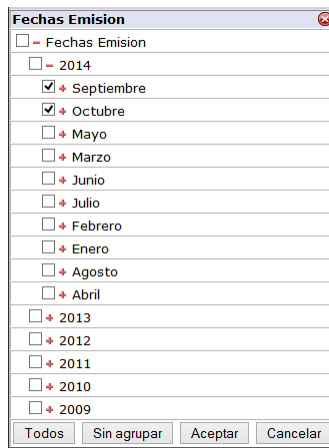 Fechas Emision
Fechas Emision
2014
Septiembre
Octubre
Mayo
Marzo
Junio
Julio
Febrero
Enero
Agosto
Abril
2013
2012
2011
2010
2009
Todos Sin agrupar Aceptar Cancelar